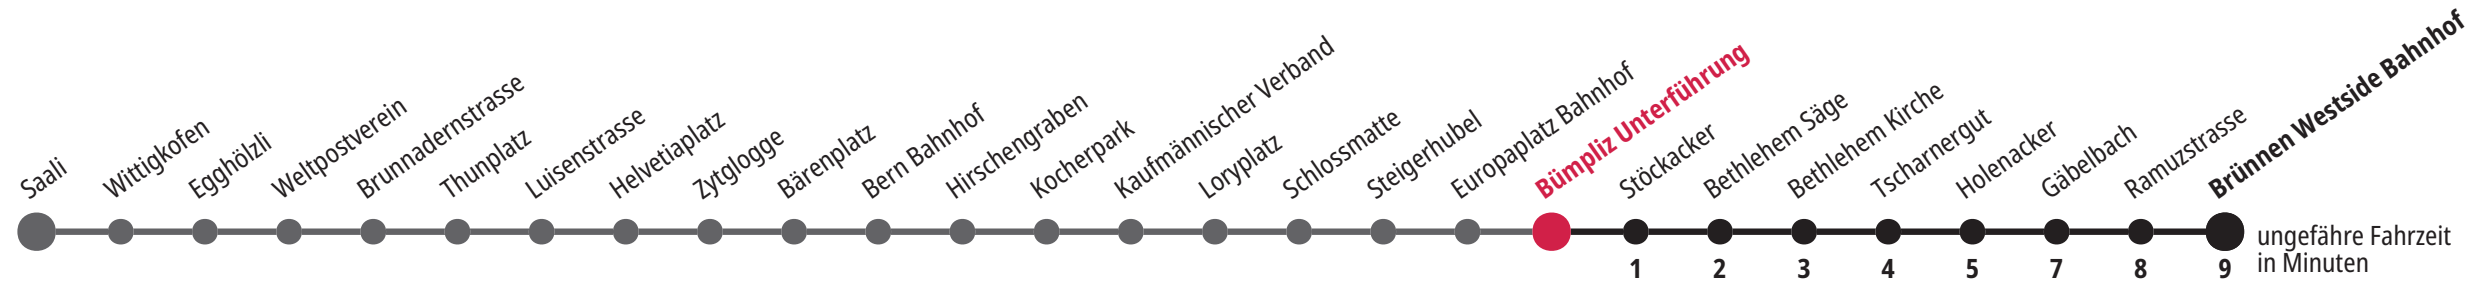 Saali
Wittigkofen
Egghölzli
Weltpostverein
Brunnadernstrasse
Thunplatz
Luisenstrasse
Helvetiaplatz
Zytglogge
Bärenplatz
Bern Bahnhof
Hirschengraben
Kocherpark
Kaufmännischer Verband
Loryplatz
Schlossmatte
Steigerhubel
Europaplatz Bahnhof
Bümpliz Unterführung
Stöckacker
Bethlehem Säge
Bethlehem Kirche
Tscharnergut
Holenacker
Gäbelbach
Ramuzstrasse
Brünnen Westside Bahnhof
1 2 3 4 5 7 8 9
ungefähre Fahrzeit
in Minuten